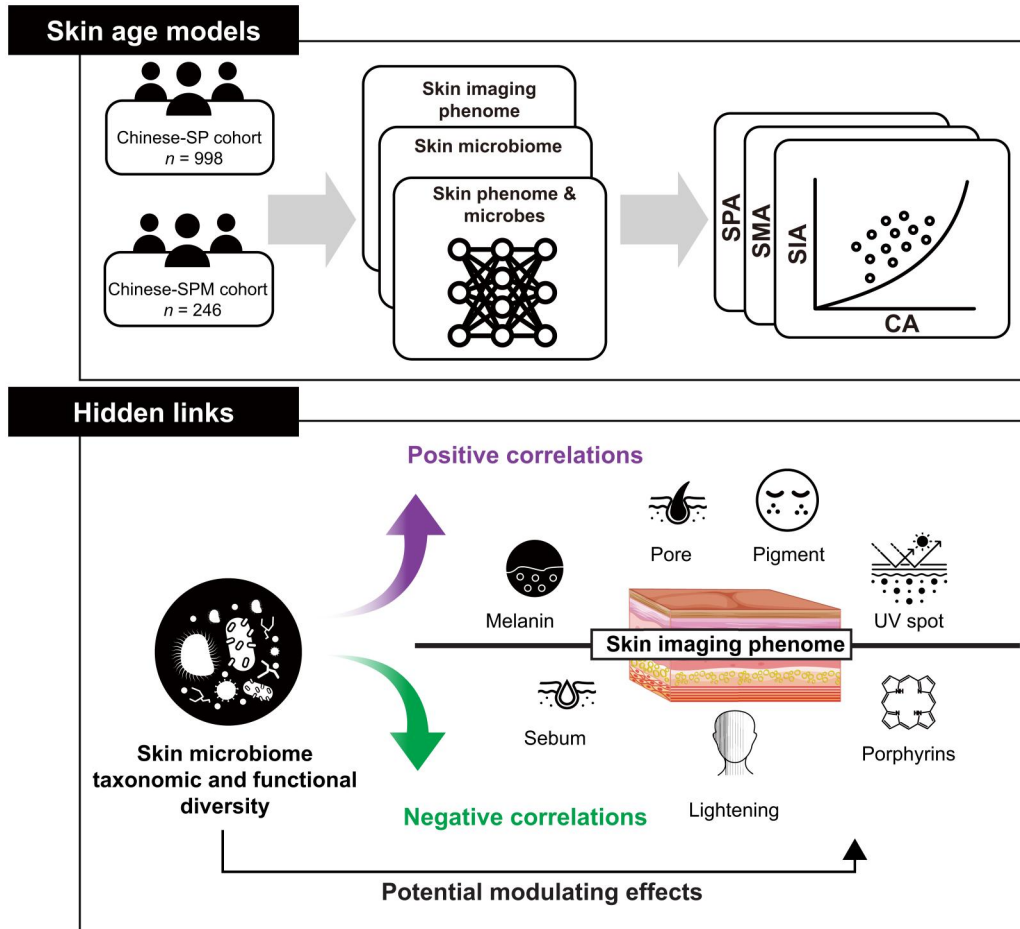 Skin age models
Chinese-SP cohort
n = 998
Chinese-SPM cohort
n = 246
Skin imaging
phenome
Skin microbiome
Skin phenome &
microbes
SPA
SMA
SIA
CA
Hidden links
Positive correlations
Pore
Pigment
Melanin
UV spot
Skin imaging phenome
Sebum
Porphyrins
Lightening
Skin microbiome
taxonomic and functional
diversity
Negative correlations
Potential modulating effects